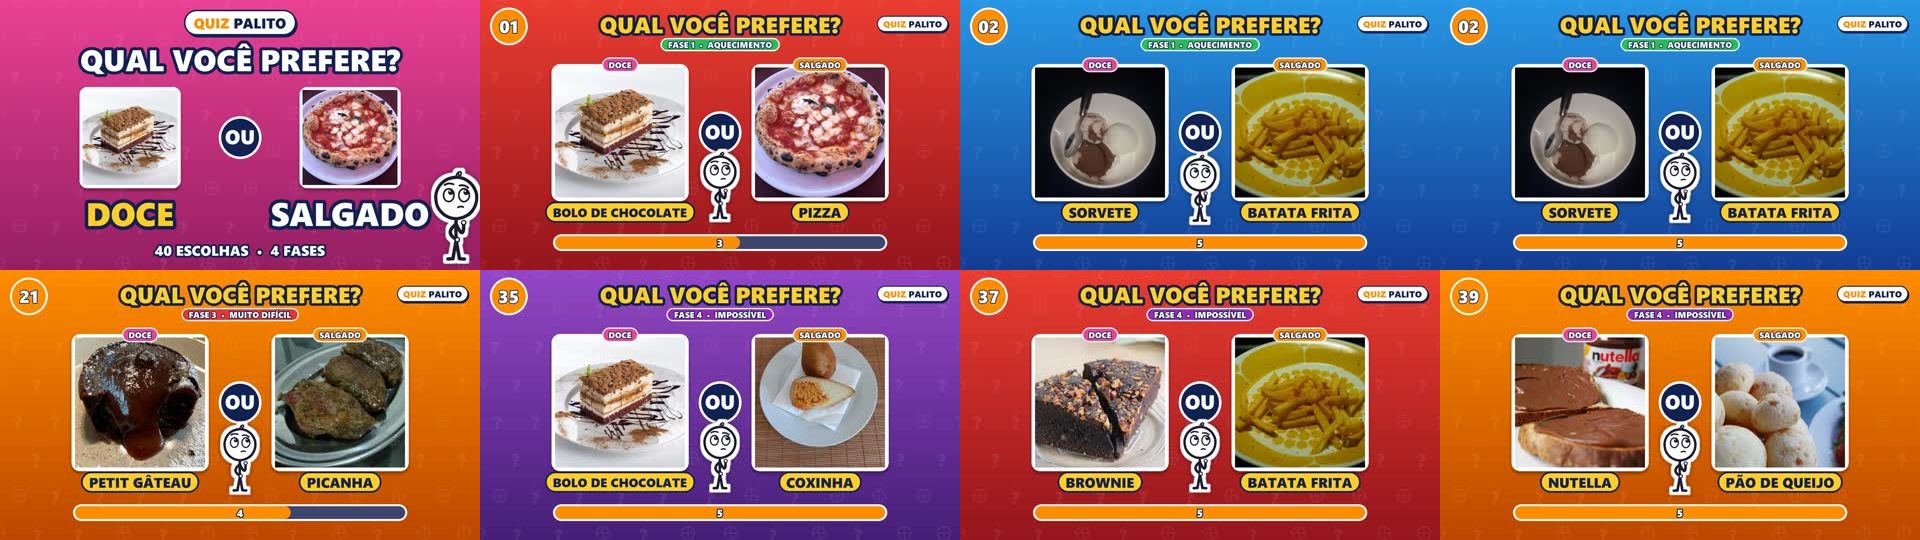 QUIZ PALITO
QUAL VOCÊ PREFERE?
OU
DOCE
SALGADO
40 ESCOLHAS • 4 FASES
01
QUAL VOCÊ PREFERE?
QUIZ PALITO
FASE 1 • AQUECIMENTO
DOCE
SALGADO
OU
BOLO DE CHOCOLATE
PIZZA
3
02
QUAL VOCÊ PREFERE?
QUIZ PALITO
FASE 1 • AQUECIMENTO
DOCE
SALGADO
OU
SORVETE
BATATA FRITA
5
02
QUAL VOCÊ PREFERE?
QUIZ PALITO
FASE 1 • AQUECIMENTO
DOCE
SALGADO
OU
SORVETE
BATATA FRITA
5
21
QUAL VOCÊ PREFERE?
QUIZ PALITO
FASE 3 • MUITO DIFÍCIL
DOCE
SALGADO
OU
PETIT GÂTEAU
PICANHA
4
35
QUAL VOCÊ PREFERE?
QUIZ PALITO
FASE 4 • IMPOSSÍVEL
DOCE
SALGADO
OU
BOLO DE CHOCOLATE
COXINHA
5
37
QUAL VOCÊ PREFERE?
QUIZ PALITO
FASE 4 • IMPOSSÍVEL
DOCE
SALGADO
OU
BROWNIE
BATATA FRITA
5
39
QUAL VOCÊ PREFERE?
QUIZ PALITO
FASE 4 • IMPOSSÍVEL
DOCE
SALGADO
nutella
OU
NUTELLA
PÃO DE QUEIJO
5